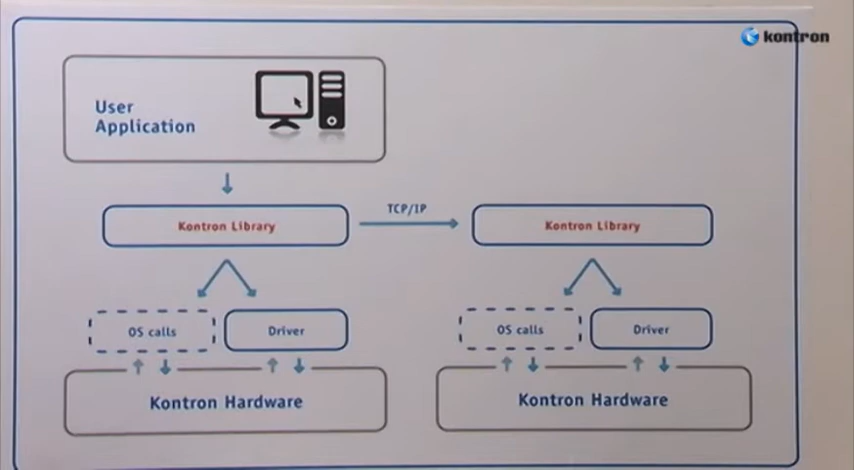 kontron
User
Application
TCP/IP
Kontron Library
Kontron Library
OS calls
Driver
OS calls
Driver
Kontron Hardware
Kontron Hardware